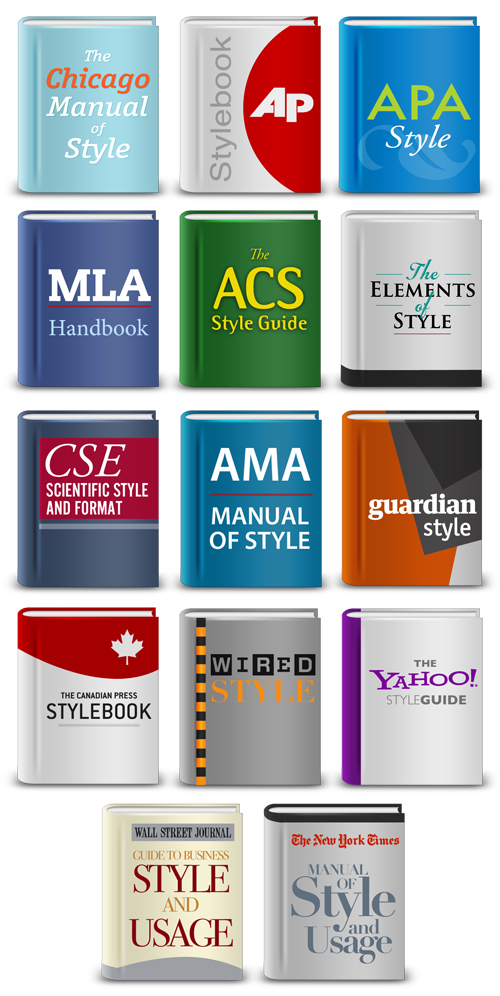 The
Chicago
Manual
of
Style
Stylebook
AP
APA
Style
MLA
Handbook
The
ACS
Style Guide
The
ELEMENTS
of
STYLE
CSE
SCIENTIFIC STYLE
AND FORMAT
AMA
MANUAL
OF STYLE
guardian
style
THE CANADIAN PRESS
STYLEBOOK
WIRED
STYLE
THE
YAHOO!
STYLEGUIDE
WALL STREET JOURNAL
GUIDE TO BUSINESS
STYLE
AND
USAGE
The New York Times
MANUAL
OF
Style
and
Usage